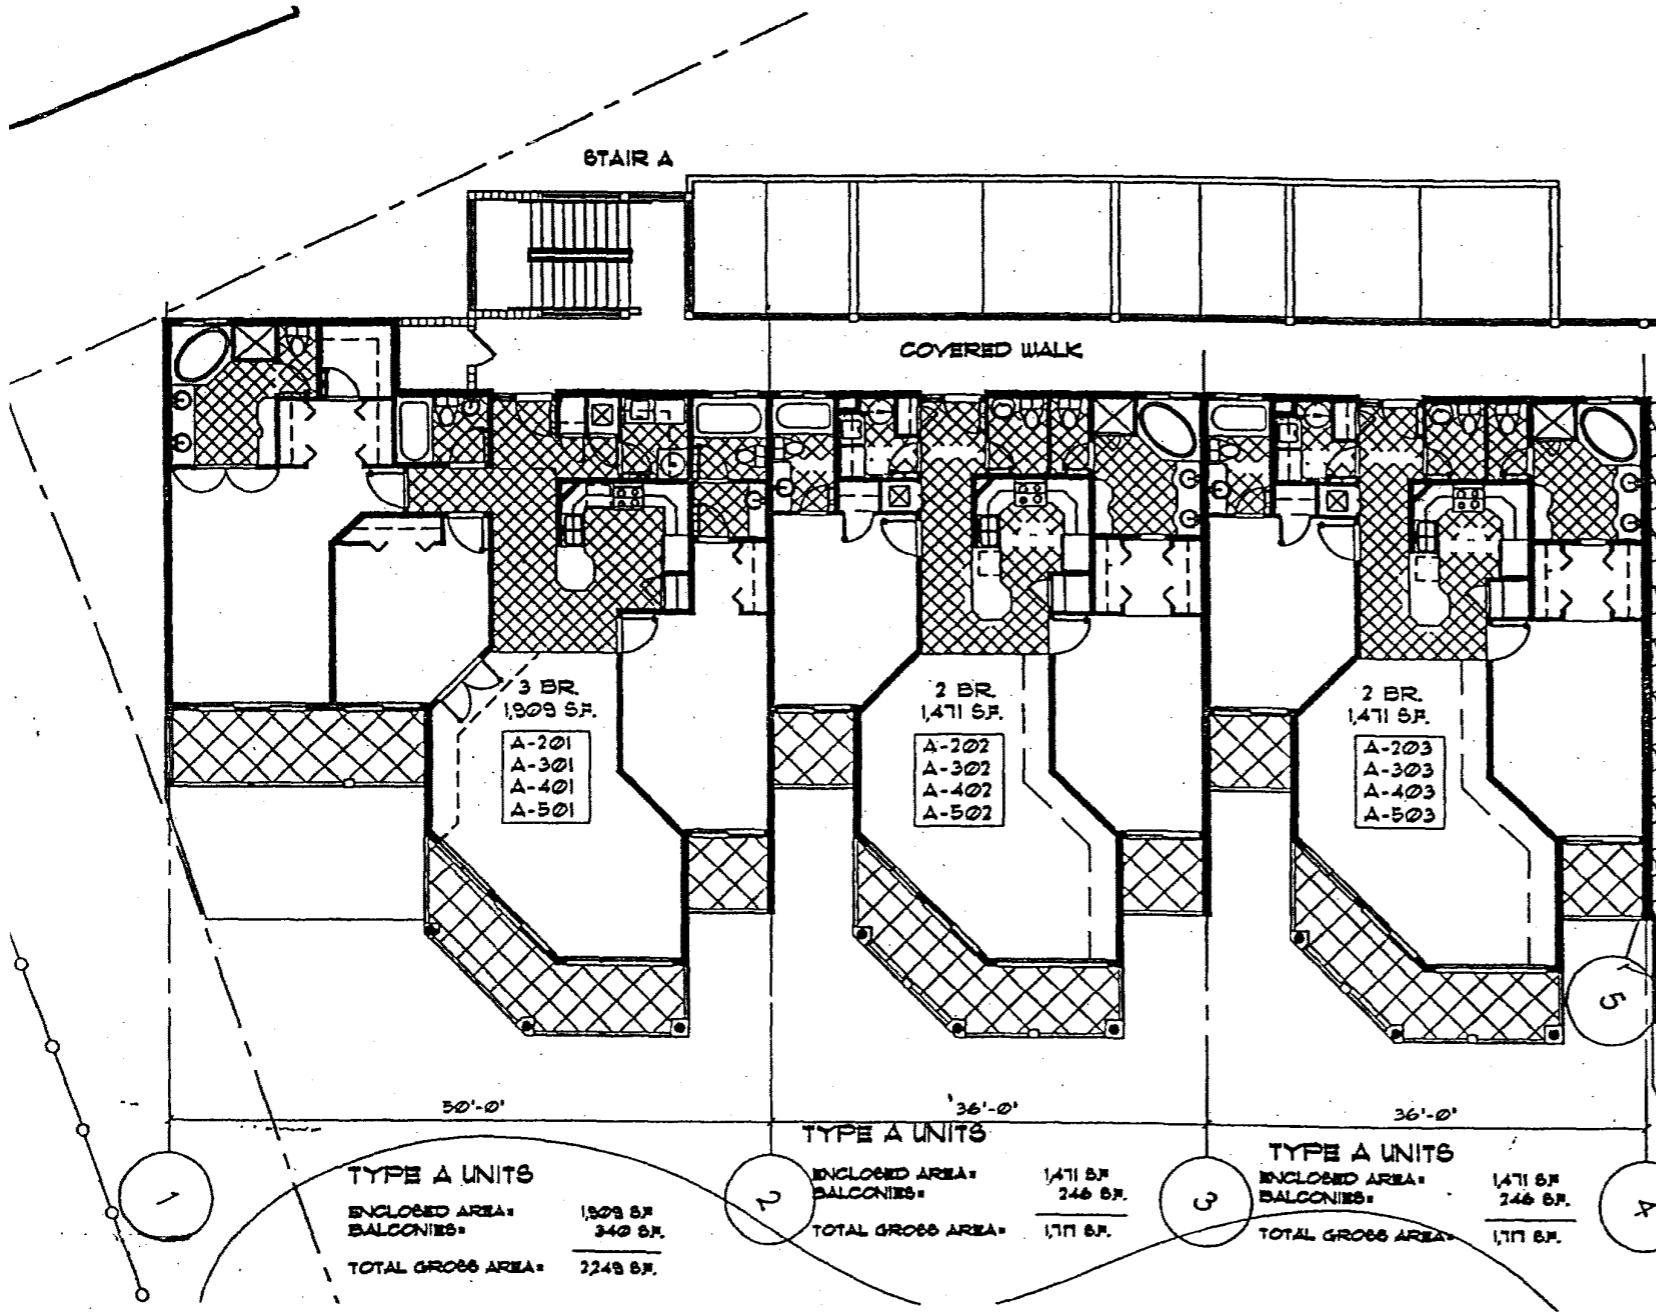 STAIR A
COVERED WALK
3 BR.
1,909 S.F.
A-201
A-301
A-401
A-501
2 BR.
1,471 S.F.
A-202
A-302
A-402
A-502
2 BR.
1,471 S.F.
A-203
A-303
A-403
A-503
5
50'-0"
36'-0"
36'-0"
1
TYPE A UNITS
ENCLOSED AREA: 1,909 SF
BALCONIES: 340 S.F.
TOTAL GROSS AREA: 2,249 S.F.
2
TYPE A UNITS
ENCLOSED AREA: 1,471 SF
BALCONIES: 246 S.F.
TOTAL GROSS AREA: 1,717 S.F.
3
TYPE A UNITS
ENCLOSED AREA: 1,471 SF
BALCONIES: 246 S.F.
TOTAL GROSS AREA: 1,717 S.F.
4